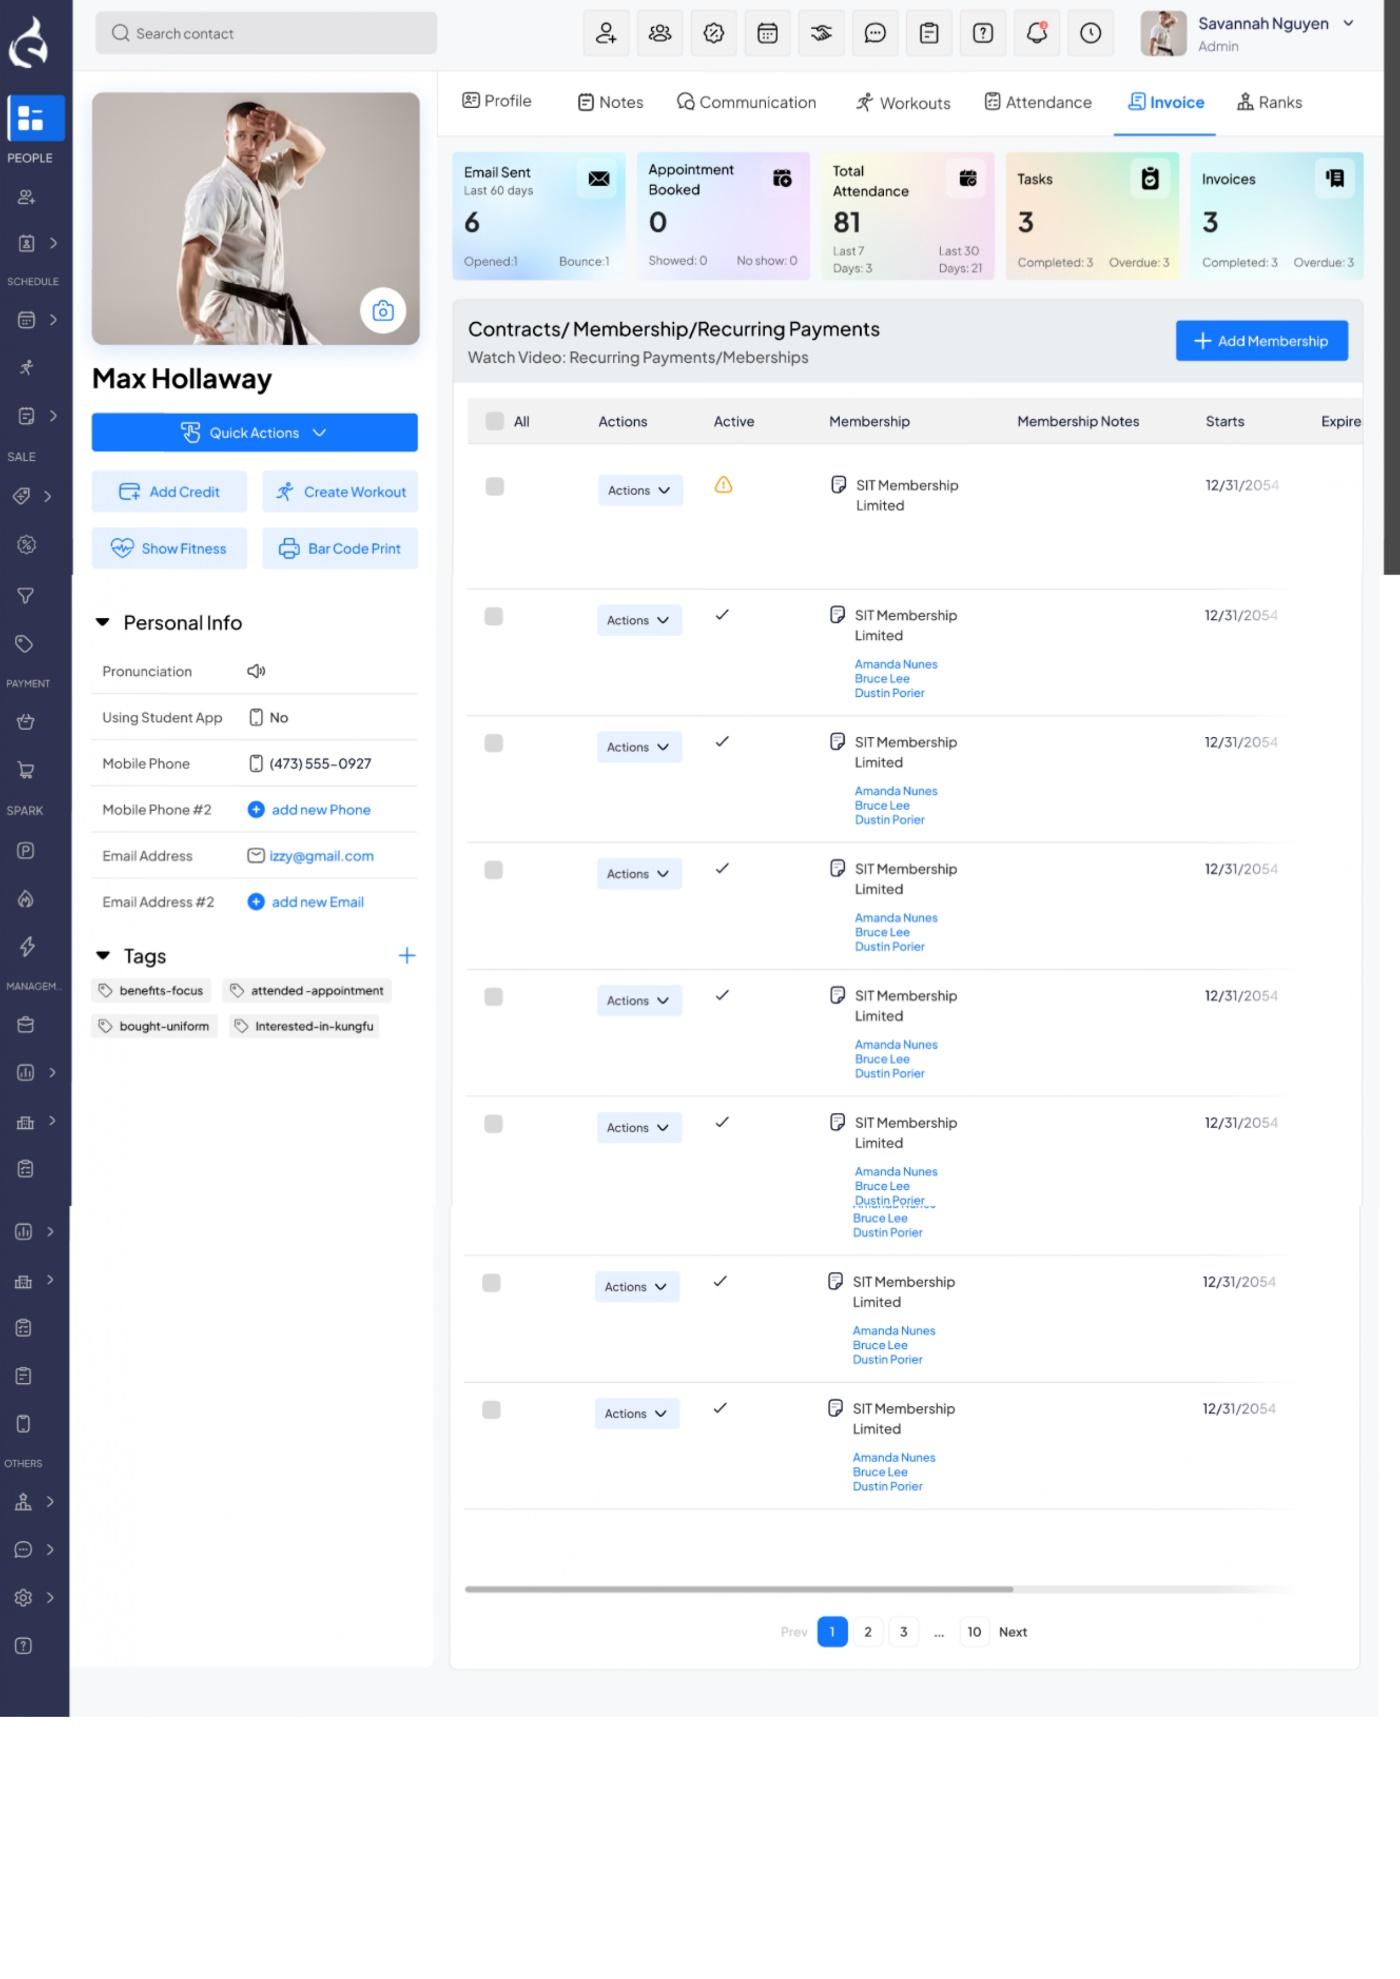 Search contact
Savannah Nguyen
Admin
PEOPLE
SCHEDULE
SALE
PAYMENT
SPARK
MANAGEM..
OTHERS
Max Hollaway
Quick Actions
Add Credit
Create Workout
Show Fitness
Bar Code Print
Personal Info
Pronunciation
Using Student App No
Mobile Phone (473) 555-0927
Mobile Phone #2 add new Phone
Email Address izzy@gmail.com
Email Address #2 add new Email
Tags
benefits-focus
attended -appointment
bought-uniform
Interested-in-kungfu
Profile
Notes
Communication
Workouts
Attendance
Invoice
Ranks
Email Sent
Last 60 days
6
Opened:1 Bounce:1
Appointment
Booked
0
Showed: 0 No show: 0
Total
Attendance
81
Last 7
Days: 3
Last 30
Days: 21
Tasks
3
Completed: 3 Overdue: 3
Invoices
3
Completed: 3 Overdue: 3
Contracts/ Membership/Recurring Payments
Watch Video: Recurring Payments/Meberships
Add Membership
All Actions Active Membership Membership Notes Starts Expire
Actions SIT Membership 12/31/2054
Limited
Actions SIT Membership 12/31/2054
Limited
Amanda Nunes
Bruce Lee
Dustin Porier
Actions SIT Membership 12/31/2054
Limited
Amanda Nunes
Bruce Lee
Dustin Porier
Actions SIT Membership 12/31/2054
Limited
Amanda Nunes
Bruce Lee
Dustin Porier
Actions SIT Membership 12/31/2054
Limited
Amanda Nunes
Bruce Lee
Dustin Porier
Actions SIT Membership 12/31/2054
Limited
Amanda Nunes
Bruce Lee
Dustin Porier
Bruce Lee
Dustin Porier
Actions SIT Membership 12/31/2054
Limited
Amanda Nunes
Bruce Lee
Dustin Porier
Actions SIT Membership 12/31/2054
Limited
Amanda Nunes
Bruce Lee
Dustin Porier
Prev 1 2 3 ... 10 Next